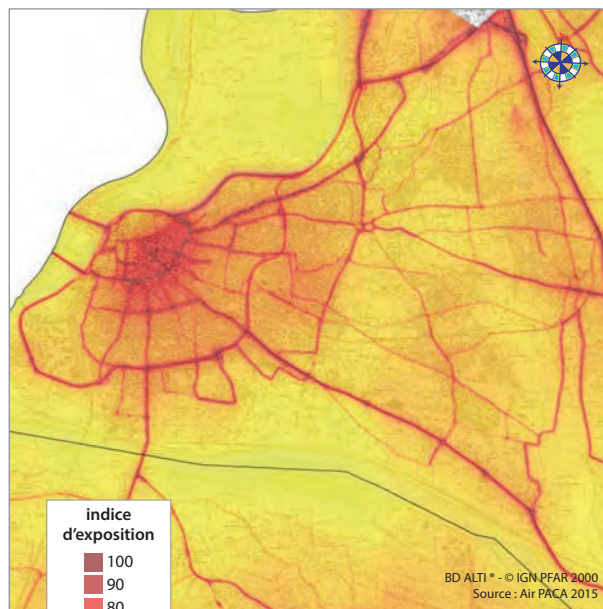 indice
d'exposition
100
90
80
BD ALTI * - © IGN PFAR 2000
Source : Air PACA 2015